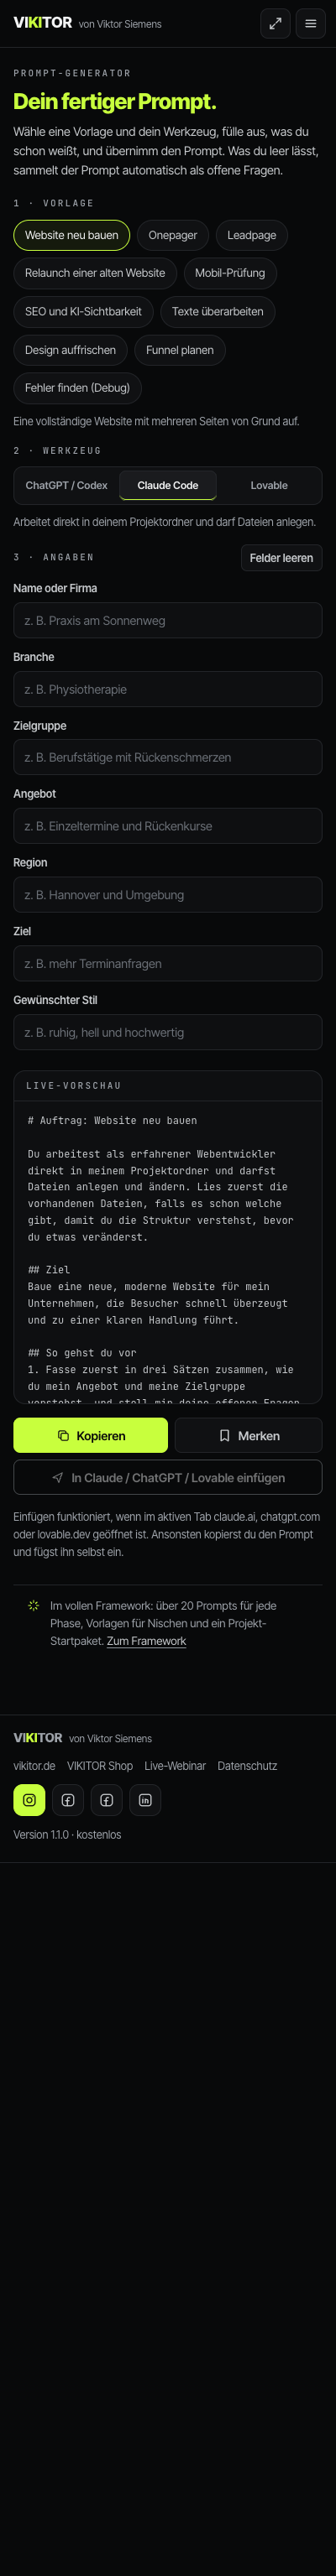 VIKITOR von Viktor Siemens
PROMPT-GENERATOR
Dein fertiger Prompt.
Wähle eine Vorlage und dein Werkzeug, fülle aus, was du
schon weißt, und übernimm den Prompt. Was du leer lässt,
sammelt der Prompt automatisch als offene Fragen.
1 · VORLAGE
Website neu bauen Onepager Leadpage
Relaunch einer alten Website Mobil-Prüfung
SEO und KI-Sichtbarkeit Texte überarbeiten
Design auffrischen Funnel planen
Fehler finden (Debug)
Eine vollständige Website mit mehreren Seiten von Grund auf.
2 · WERKZEUG
ChatGPT / Codex Claude Code Lovable
Arbeitet direkt in deinem Projektordner und darf Dateien anlegen.
3 · ANGABEN Felder leeren
Name oder Firma
z. B. Praxis am Sonnenweg
Branche
z. B. Physiotherapie
Zielgruppe
z. B. Berufstätige mit Rückenschmerzen
Angebot
z. B. Einzeltermine und Rückenkurse
Region
z. B. Hannover und Umgebung
Ziel
z. B. mehr Terminanfragen
Gewünschter Stil
z. B. ruhig, hell und hochwertig
LIVE-VORSCHAU
# Auftrag: Website neu bauen
Du arbeitest als erfahrener Webentwickler
direkt in meinem Projektordner und darfst
Dateien anlegen und ändern. Lies zuerst die
vorhandenen Dateien, falls es schon welche
gibt, damit du die Struktur verstehst, bevor
du etwas veränderst.
## Ziel
Baue eine neue, moderne Website für mein
Unternehmen, die Besucher schnell überzeugt
und zu einer klaren Handlung führt.
## So gehst du vor
1. Fasse zuerst in drei Sätzen zusammen, wie
du mein Angebot und meine Zielgruppe
verstehst, und stell mir deine offenen Fragen
Kopieren Merken
In Claude / ChatGPT / Lovable einfügen
Einfügen funktioniert, wenn im aktiven Tab claude.ai, chatgpt.com
oder lovable.dev geöffnet ist. Ansonsten kopierst du den Prompt
und fügst ihn selbst ein.
Im vollen Framework: über 20 Prompts für jede
Phase, Vorlagen für Nischen und ein Projekt-
Startpaket. Zum Framework
VIKITOR von Viktor Siemens
vikitor.de VIKITOR Shop Live-Webinar Datenschutz
Version 1.1.0 · kostenlos